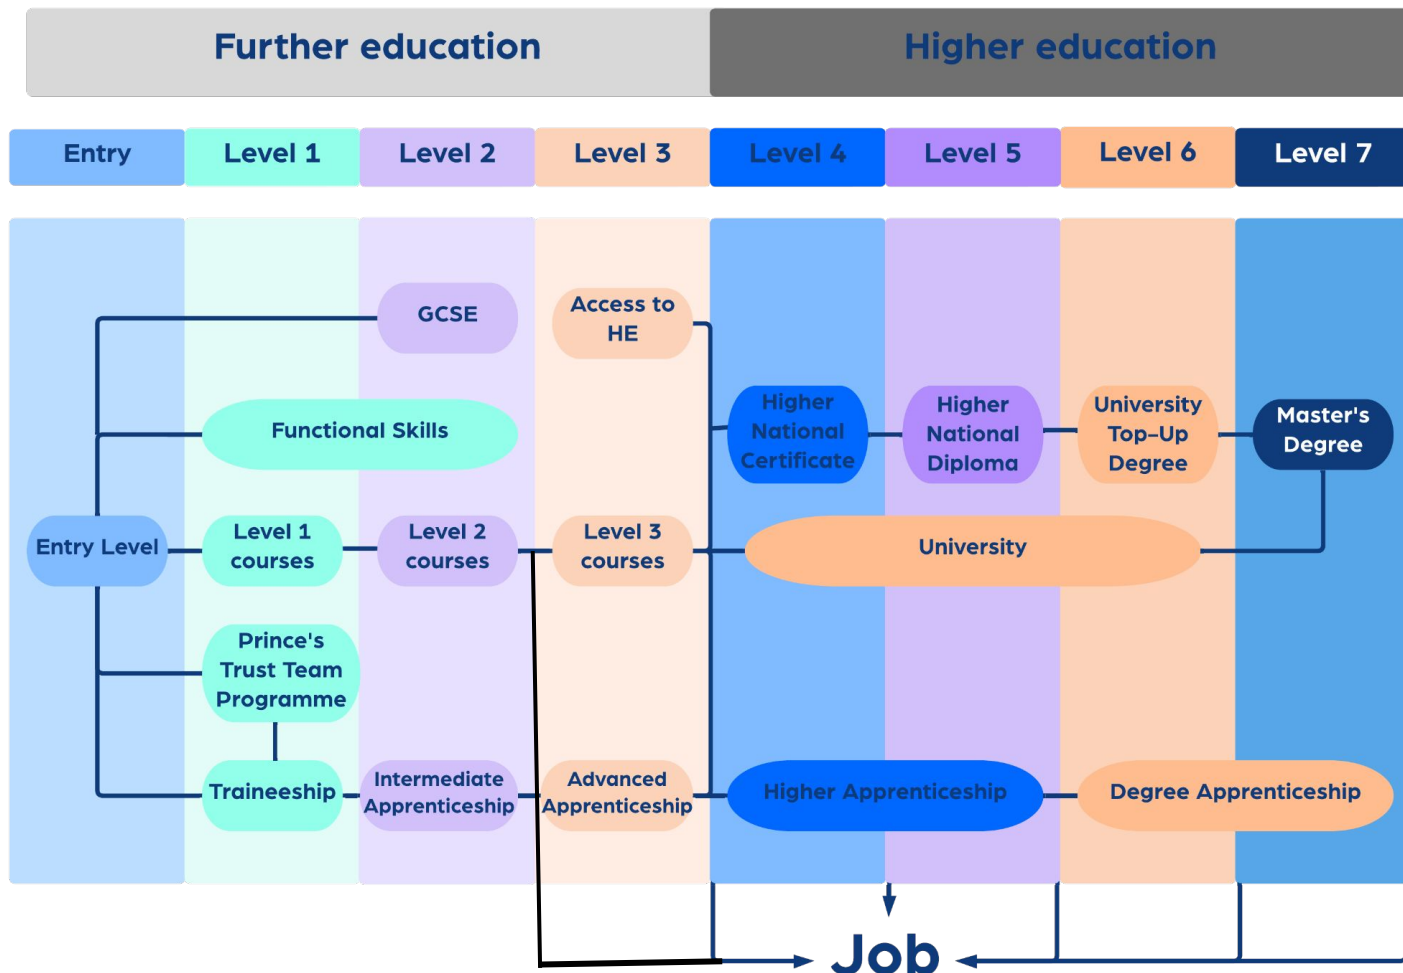 Further education
Higher education
Entry
Level 1
Level 2
Level 3
Level 4
Level 5
Level 6
Level 7
GCSE
Access to
HE
Functional Skills
Higher
National
Certificate
Higher
National
Diploma
University
Top-Up
Degree
Master's
Degree
Entry Level
Level 1
courses
Level 2
courses
Level 3
courses
University
Prince's
Trust Team
Programme
Traineeship
Intermediate
Apprenticeship
Advanced
Apprenticeship
Higher Apprenticeship
Degree Apprenticeship
Job